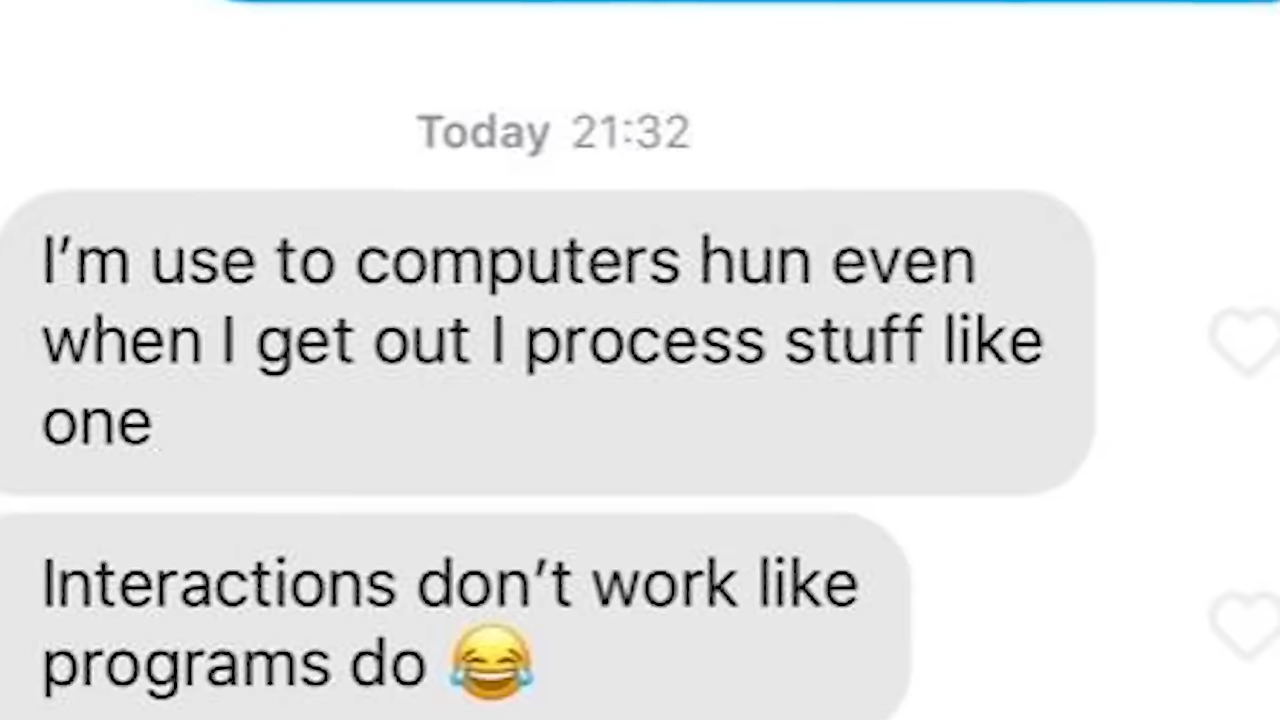 Today 21:32
I’m use to computers hun even
when I get out I process stuff like
one
Interactions don’t work like
programs do 😂